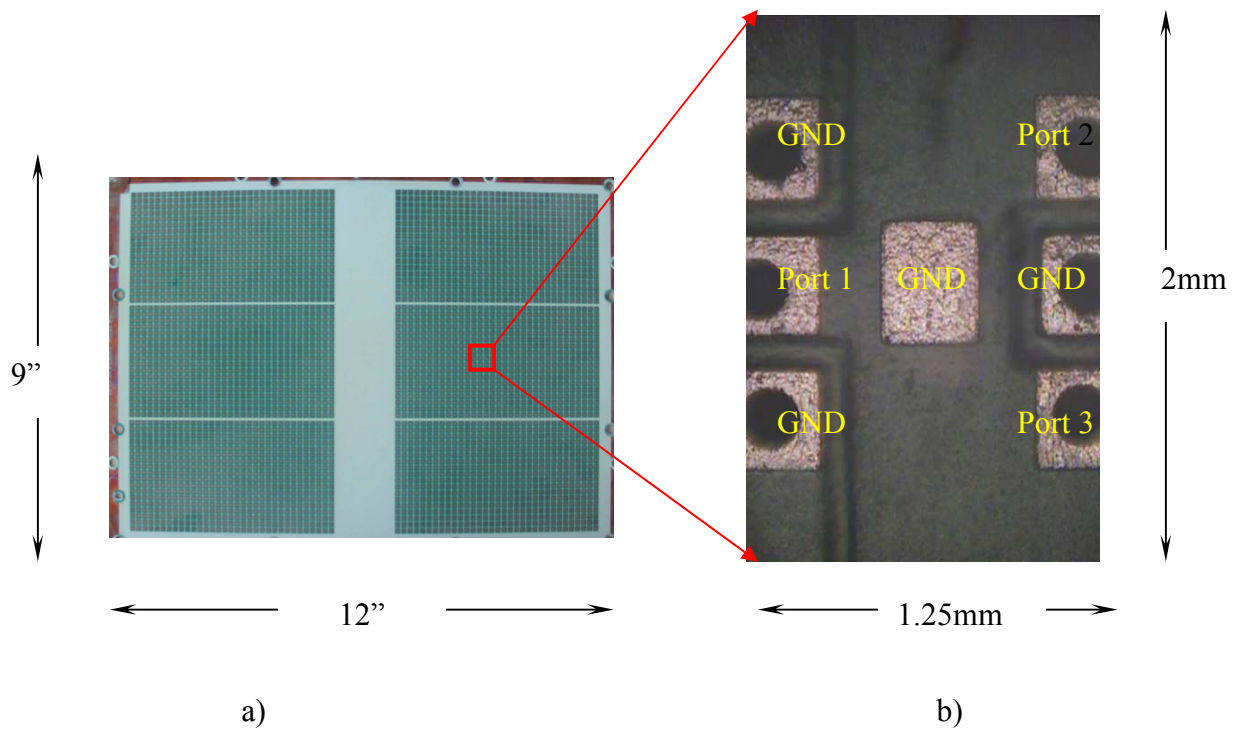 GND
Port 2
9”
Port 1
GND
GND
2mm
GND
Port 3
12”
1.25mm
a)
b)